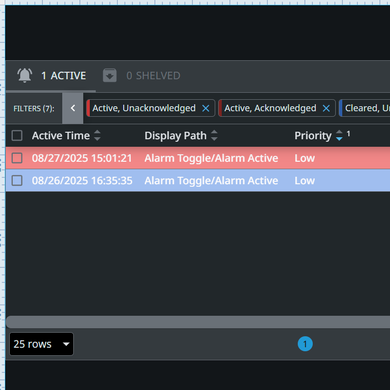 1 ACTIVE 0 SHELVED
FILTERS (7): Active, Unacknowledged Active, Acknowledged Cleared, U
Active Time Display Path Priority 1
08/27/2025 15:01:21 Alarm Toggle/Alarm Active Low
08/26/2025 16:35:35 Alarm Toggle/Alarm Active Low
25 rows 1